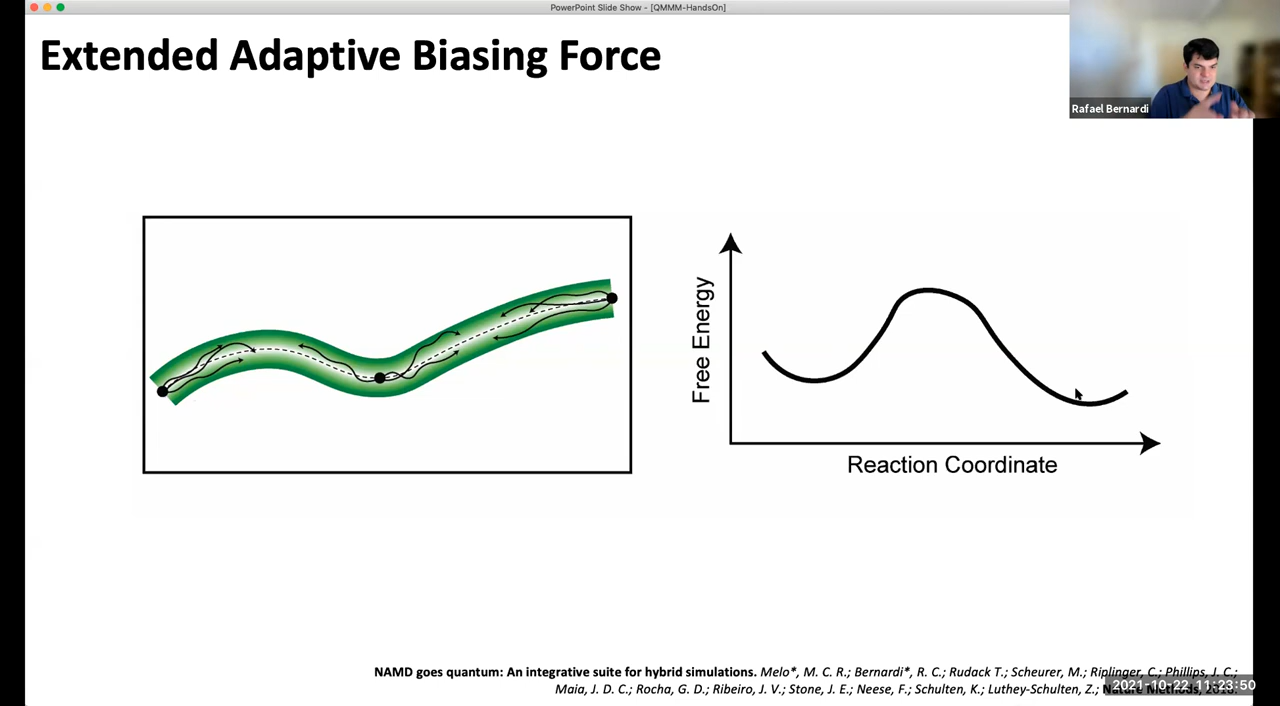 PowerPoint Slide Show - [QMMM-HandsOn]
Extended Adaptive Biasing Force
Rafael Bernardi
Free Energy
Reaction Coordinate
NAMD goes quantum: An integrative suite for hybrid simulations. Melo*, M. C. R.; Bernardi*, R. C.; Rudack T.; Scheurer, M.; Riplinger, C.; Phillips, J. C.;
Maia, J. D. C.; Rocha, G. D.; Ribeiro, J. V.; Stone, J. E.; Neese, F.; Schulten, K.; Luthey-Schulten, Z.; Nature Methods,
2021-10-22 11:23:50